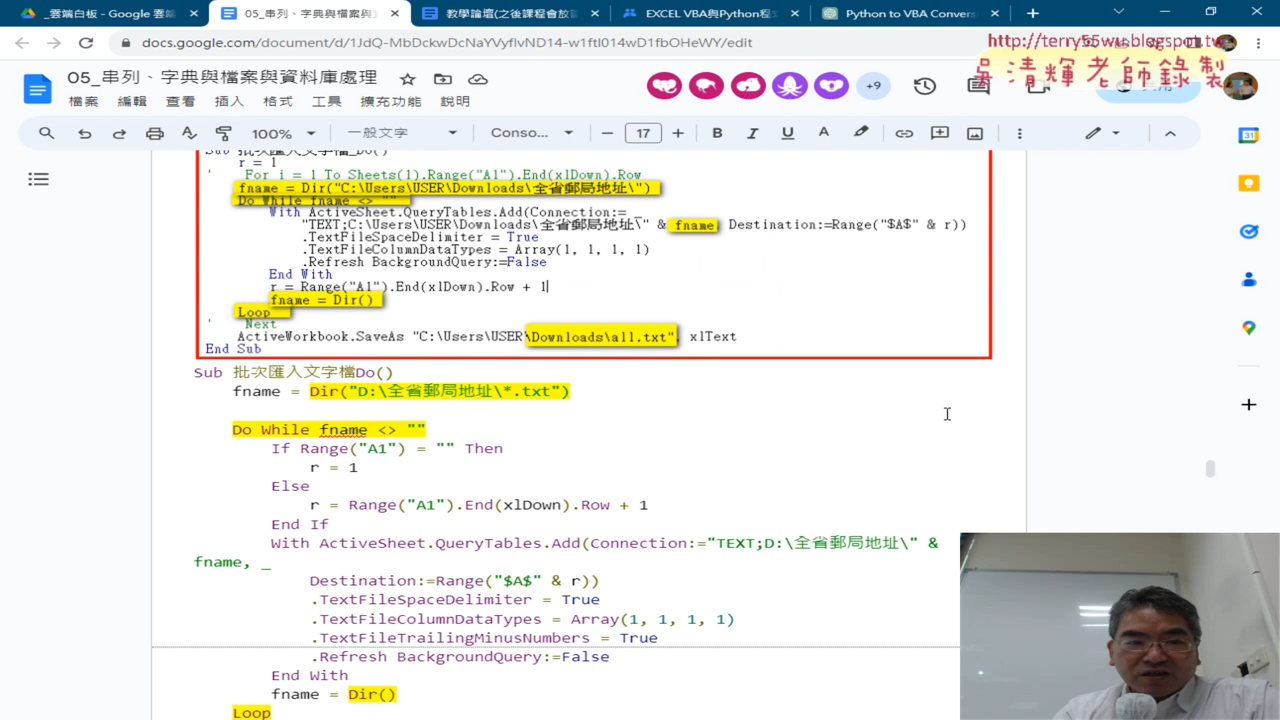 _雲端白板 - Google 雲端
05_串列、字典與檔案與資
教學論壇(之後課程會放
EXCEL VBA與Python程
Python to VBA Convers
docs.google.com/document/d/1JdQ-MbDckwDcNaYVyflvND14-w1ftl014wD1fbOHeWY/edit
http://terry55wu.blogspot.tw
吳清輝老師錄製
05_串列、字典與檔案與資料庫處理
檔案 編輯 查看 插入 格式 工具 擴充功能 說明
+9
100% 一般文字 Conso... 17
Sub 批次匯入文字檔_Do()
r = 1
' For i = 1 To Sheets(1).Range("A1").End(xlDown).Row
fname = Dir("C:\Users\USER\Downloads\全省郵局地址\")
Do While fname <> ""
With ActiveSheet.QueryTables.Add(Connection:= _
"TEXT;C:\Users\USER\Downloads\全省郵局地址\" & fname, Destination:=Range("$A$" & r))
.TextFileSpaceDelimiter = True
.TextFileColumnDataTypes = Array(1, 1, 1, 1)
.Refresh BackgroundQuery:=False
End With
r = Range("A1").End(xlDown).Row + 1
fname = Dir()
Loop
' Next
ActiveWorkbook.SaveAs "C:\Users\USER\Downloads\all.txt", xlText
End Sub
Sub 批次匯入文字檔Do()
fname = Dir("D:\全省郵局地址\*.txt")
Do While fname <> ""
If Range("A1") = "" Then
r = 1
Else
r = Range("A1").End(xlDown).Row + 1
End If
With ActiveSheet.QueryTables.Add(Connection:="TEXT;D:\全省郵局地址\" &
fname, _
Destination:=Range("$A$" & r))
.TextFileSpaceDelimiter = True
.TextFileColumnDataTypes = Array(1, 1, 1, 1)
.TextFileTrailingMinusNumbers = True
.Refresh BackgroundQuery:=False
End With
fname = Dir()
Loop